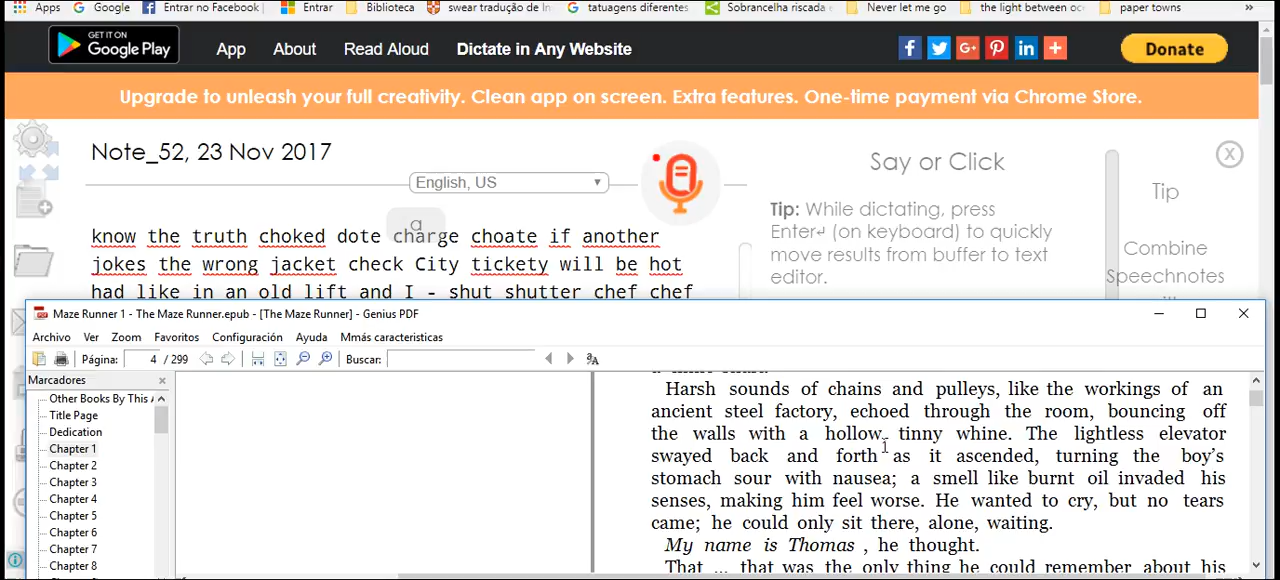 Apps
Google
Entrar no Facebook
Entrar
Biblioteca
swear tradução de In
tatuagens diferentes
Sobrancelha riscada
Never let me go
the light between oc
paper towns
»
GET IT ON
Google Play
App
About
Read Aloud
Dictate in Any Website
Donate
Upgrade to unleash your full creativity. Clean app on screen. Extra features. One-time payment via Chrome Store.
Note_52, 23 Nov 2017
English, US
a
know the truth choked dote charge choate if another
jokes the wrong jacket check City tickety will be hot
had like in an old lift and I - shut shutter chef chef
Say or Click
X
Tip: While dictating, press
Enter↵ (on keyboard) to quickly
move results from buffer to text
editor.
Tip
Combine
Speechnotes
Maze Runner 1 - The Maze Runner.epub - [The Maze Runner] - Genius PDF
Archivo
Ver
Zoom
Favoritos
Configuración
Ayuda
Mmás caracteristicas
Página:
4
/ 299
Buscar:
Marcadores
Other Books By This A
Title Page
Dedication
Chapter 1
Chapter 2
Chapter 3
Chapter 4
Chapter 5
Chapter 6
Chapter 7
Chapter 8
Harsh sounds of chains and pulleys, like the workings of an
ancient steel factory, echoed through the room, bouncing off
the walls with a hollow, tinny whine. The lightless elevator
swayed back and forth as it ascended, turning the boy's
stomach sour with nausea; a smell like burnt oil invaded his
senses, making him feel worse. He wanted to cry, but no tears
came; he could only sit there, alone, waiting.
My name is Thomas , he thought.
That ... that was the only thing he could remember about his